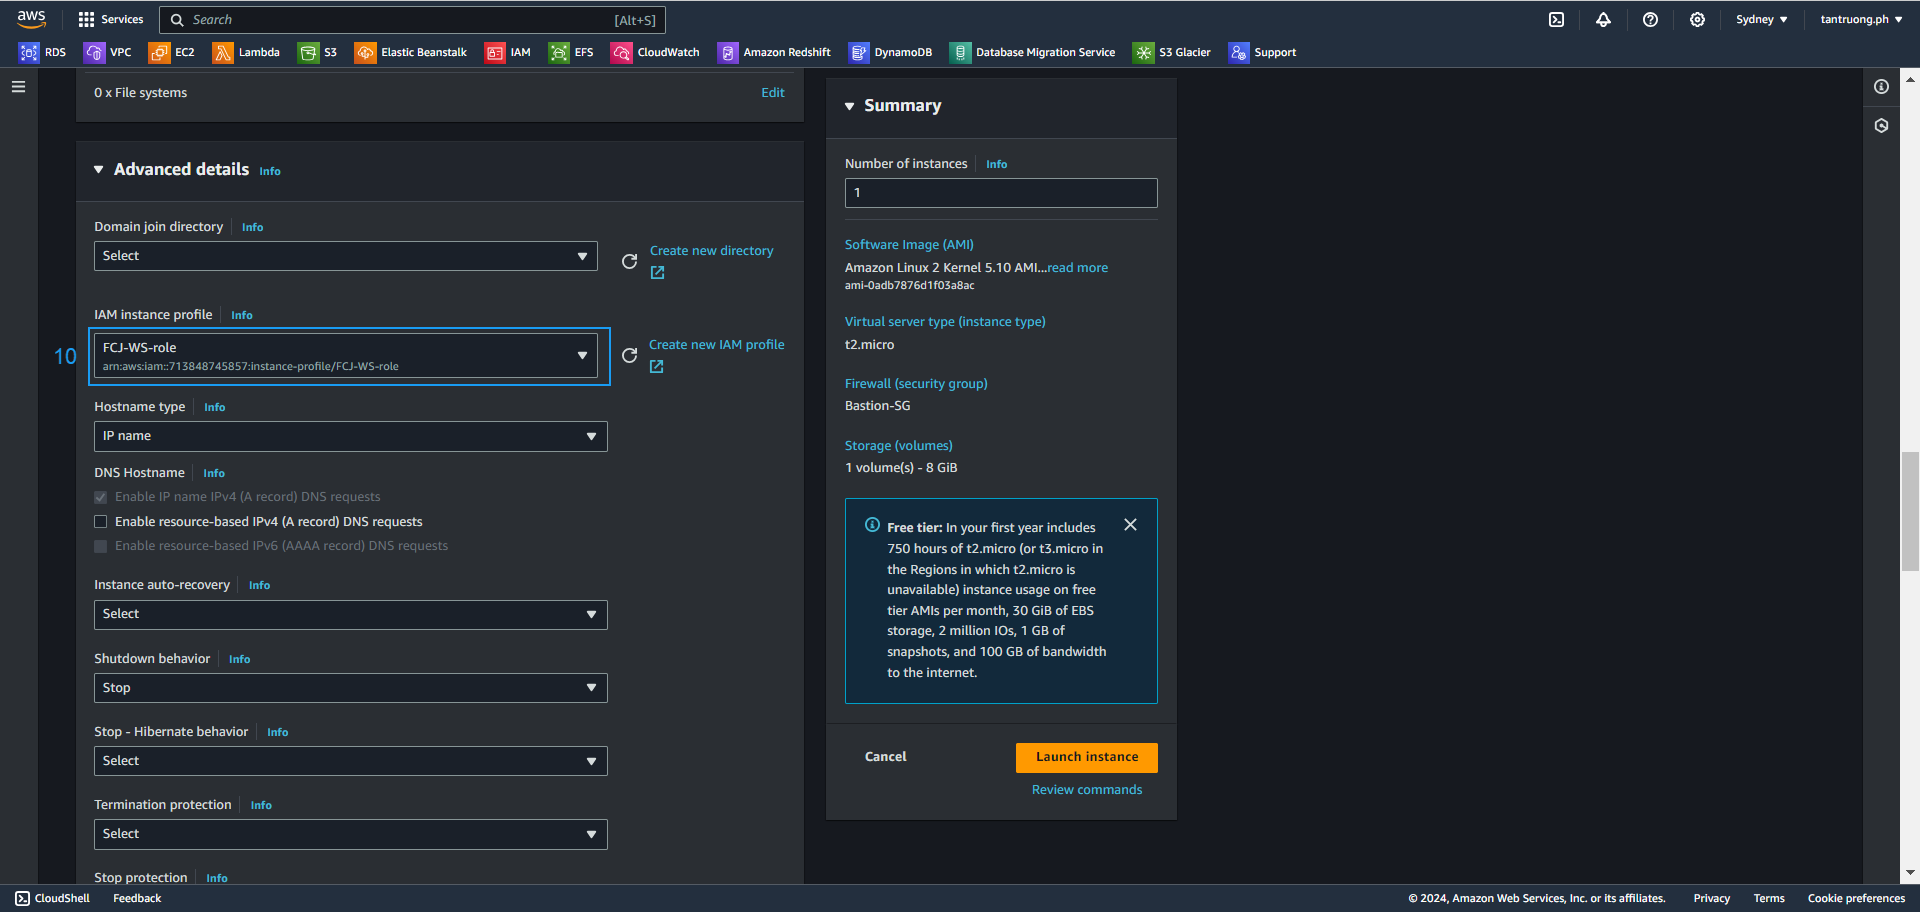 aws
Services
Search
[Alt+S]
Sydney
tantruong.ph
RDS
VPC
EC2
Lambda
S3
Elastic Beanstalk
IAM
EFS
CloudWatch
Amazon Redshift
DynamoDB
Database Migration Service
S3 Glacier
Support
0 x File systems
Edit
Advanced details
Info
Domain join directory
Info
Select
Create new directory
IAM instance profile
Info
10
FCJ-WS-role
arn:aws:iam::713848745857:instance-profile/FCJ-WS-role
Create new IAM profile
Hostname type
Info
IP name
DNS Hostname
Info
Enable IP name IPv4 (A record) DNS requests
Enable resource-based IPv4 (A record) DNS requests
Enable resource-based IPv6 (AAAA record) DNS requests
Instance auto-recovery
Info
Select
Shutdown behavior
Info
Stop
Stop - Hibernate behavior
Info
Select
Termination protection
Info
Select
Stop protection
Info
Summary
Number of instances
Info
1
Software Image (AMI)
Amazon Linux 2 Kernel 5.10 AMI...read more
ami-0adb7876d1f03a8ac
Virtual server type (instance type)
t2.micro
Firewall (security group)
Bastion-SG
Storage (volumes)
1 volume(s) - 8 GiB
Free tier: In your first year includes
750 hours of t2.micro (or t3.micro in
the Regions in which t2.micro is
unavailable) instance usage on free
tier AMIs per month, 30 GiB of EBS
storage, 2 million IOs, 1 GB of
snapshots, and 100 GB of bandwidth
to the internet.
Cancel
Launch instance
Review commands
CloudShell
Feedback
© 2024, Amazon Web Services, Inc. or its affiliates.
Privacy
Terms
Cookie preferences